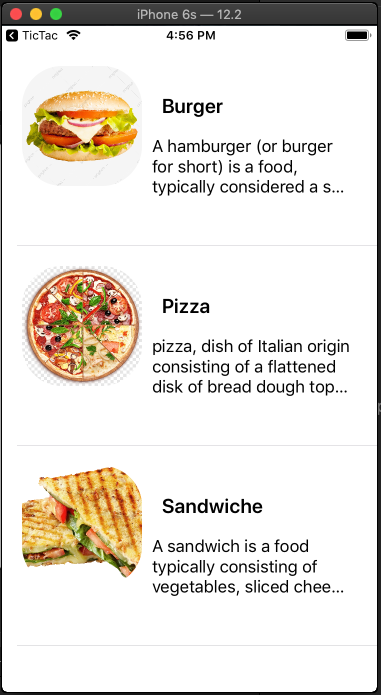 iPhone 6s — 12.2
TicTac 4:56 PM
Burger
A hamburger (or burger
for short) is a food,
typically considered a s...
Pizza
pizza, dish of Italian origin
consisting of a flattened
disk of bread dough top...
Sandwiche
A sandwich is a food
typically consisting of
vegetables, sliced chee...